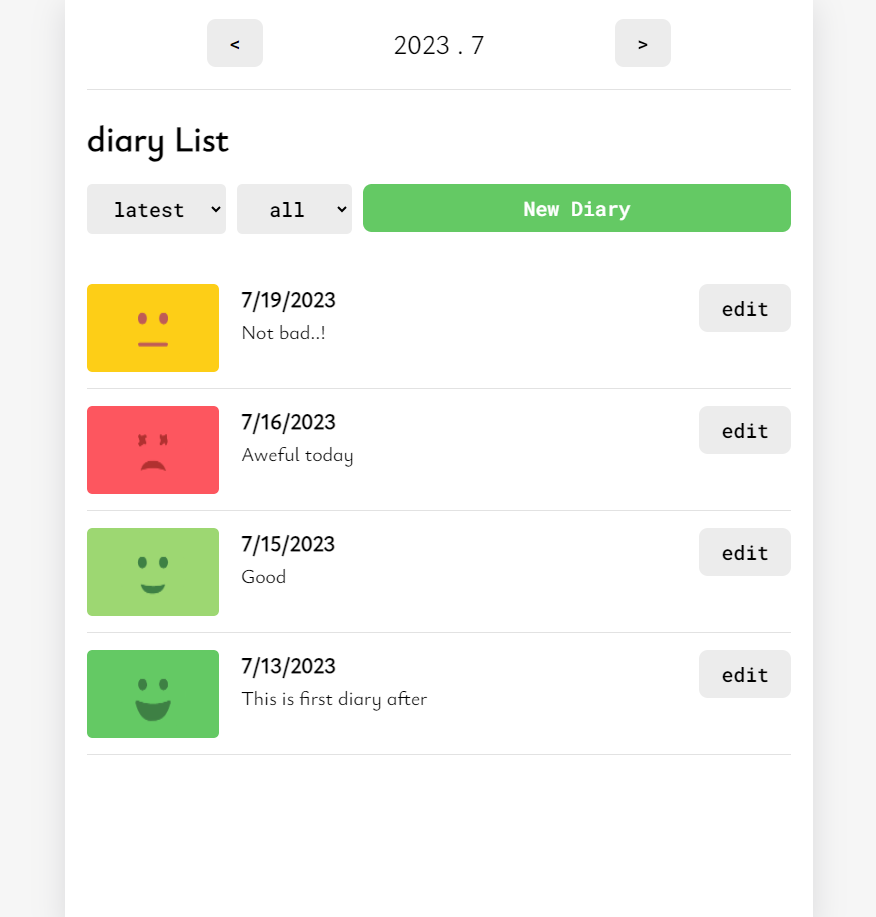 < 2023 . 7 >
diary List
latest all New Diary
7/19/2023 edit
Not bad..!
7/16/2023 edit
Aweful today
7/15/2023 edit
Good
7/13/2023 edit
This is first diary after